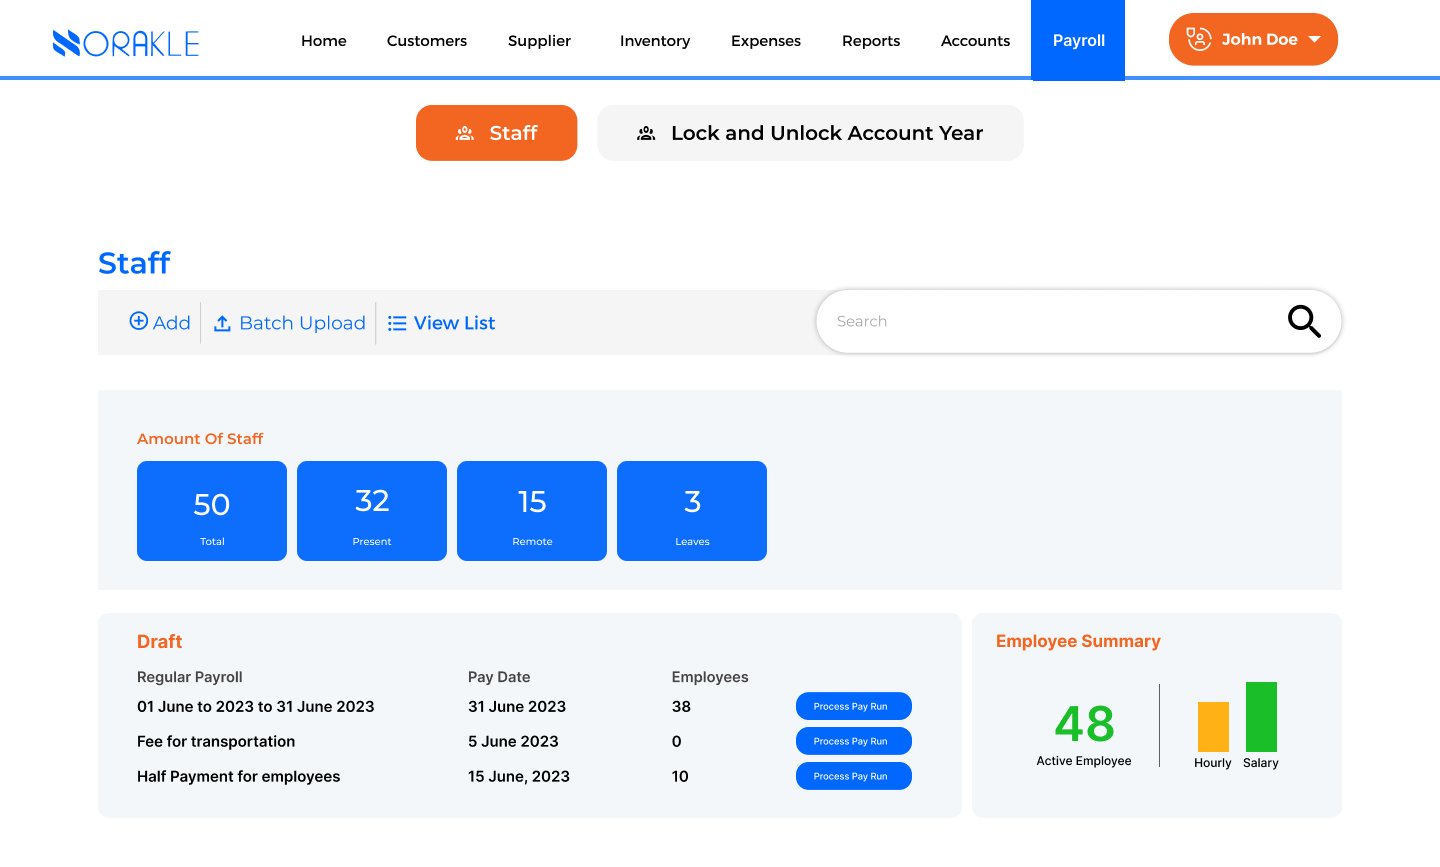 NORAKLE
Home Customers Supplier Inventory Expenses Reports Accounts Payroll John Doe
Staff Lock and Unlock Account Year
Staff
Add Batch Upload View List Search
Amount Of Staff
50 32 15 3
Total Present Remote Leaves
Draft
Regular Payroll Pay Date Employees
01 June to 2023 to 31 June 2023 31 June 2023 38 Process Pay Run
Fee for transportation 5 June 2023 0 Process Pay Run
Half Payment for employees 15 June, 2023 10 Process Pay Run
Employee Summary
48
Active Employee
Hourly Salary